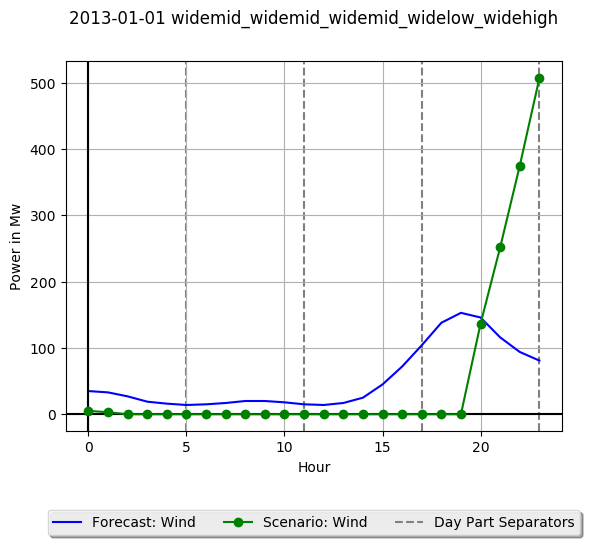 2013-01-01 widemid_widemid_widemid_widelow_widehigh
Power in Mw
500
400
300
200
100
0
0 5 10 15 20
Hour
Forecast: Wind Scenario: Wind Day Part Separators